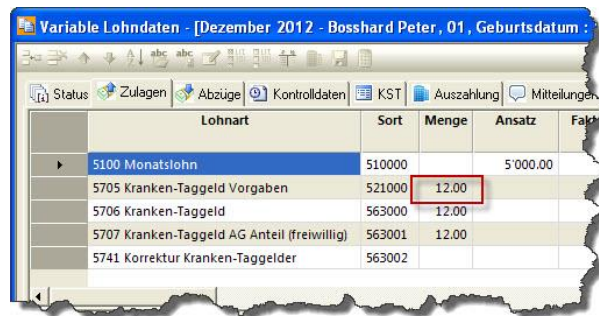 Variable Lohndaten - [Dezember 2012 - Bosshard Peter, 01, Geburtsdatum :
Status Zulagen Abzüge Kontrolldaten KST Auszahlung Mitteilungen
Lohnart Sort Menge Ansatz
5100 Monatslohn 510000 5'000.00
5705 Kranken-Taggeld Vorgaben 521000 12.00
5706 Kranken-Taggeld 563000 12.00
5707 Kranken-Taggeld AG Anteil (freiwillig) 563001 12.00
5741 Korrektur Kranken-Taggelder 563002